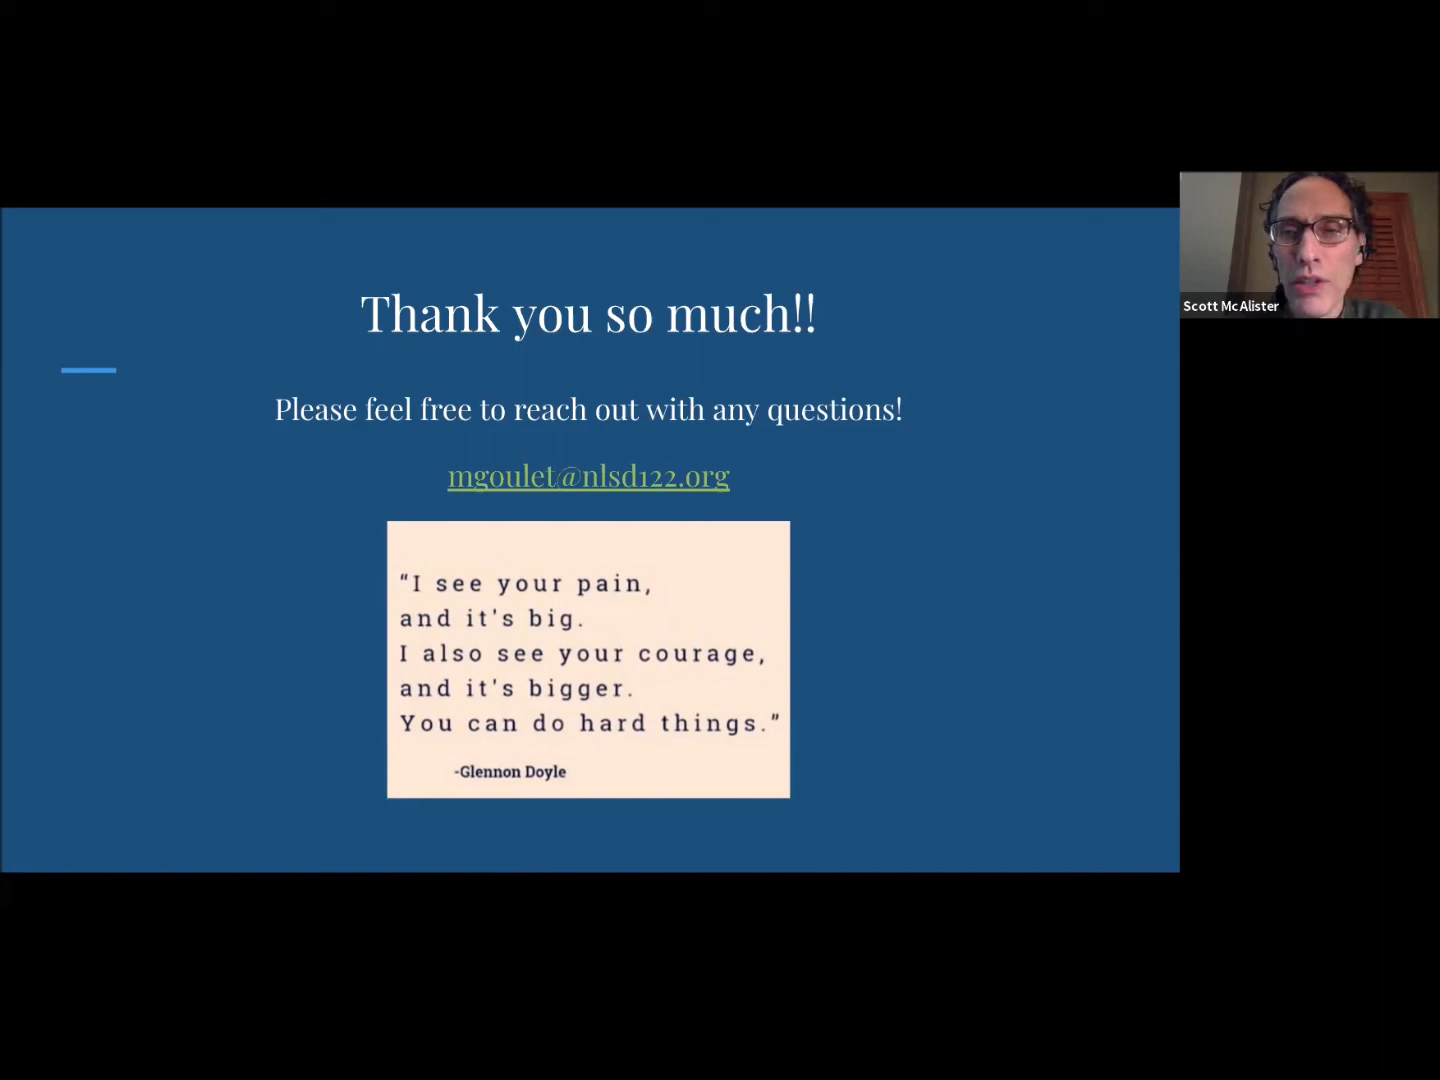 Thank you so much!!
Please feel free to reach out with any questions!
mgoulet@nlsd122.org
“I see your pain,
and it's big.
I also see your courage,
and it's bigger.
You can do hard things.”
-Glennon Doyle
Scott McAlister